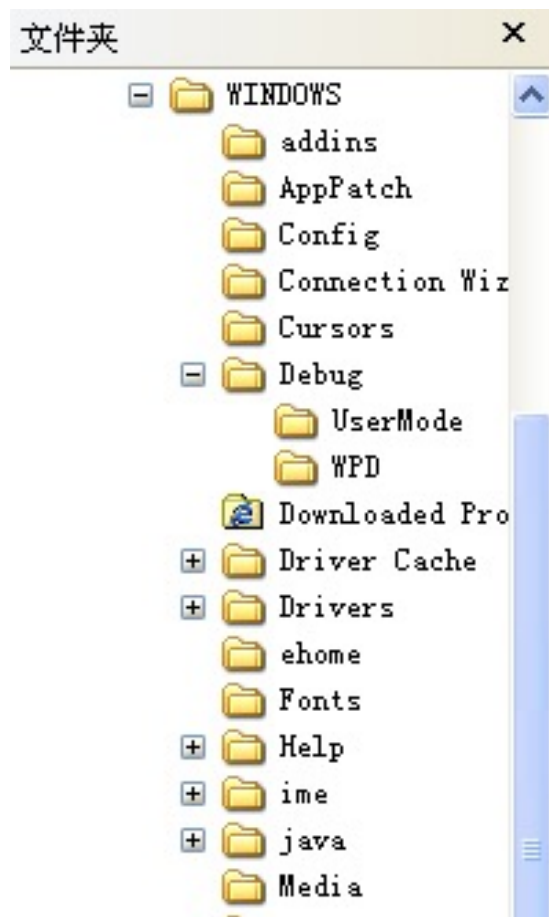 文件夹
WINDOWS
addins
AppPatch
Config
Connection Wiz
Cursors
Debug
UserMode
WPD
Downloaded Pro
Driver Cache
Drivers
ehome
Fonts
Help
ime
java
Media